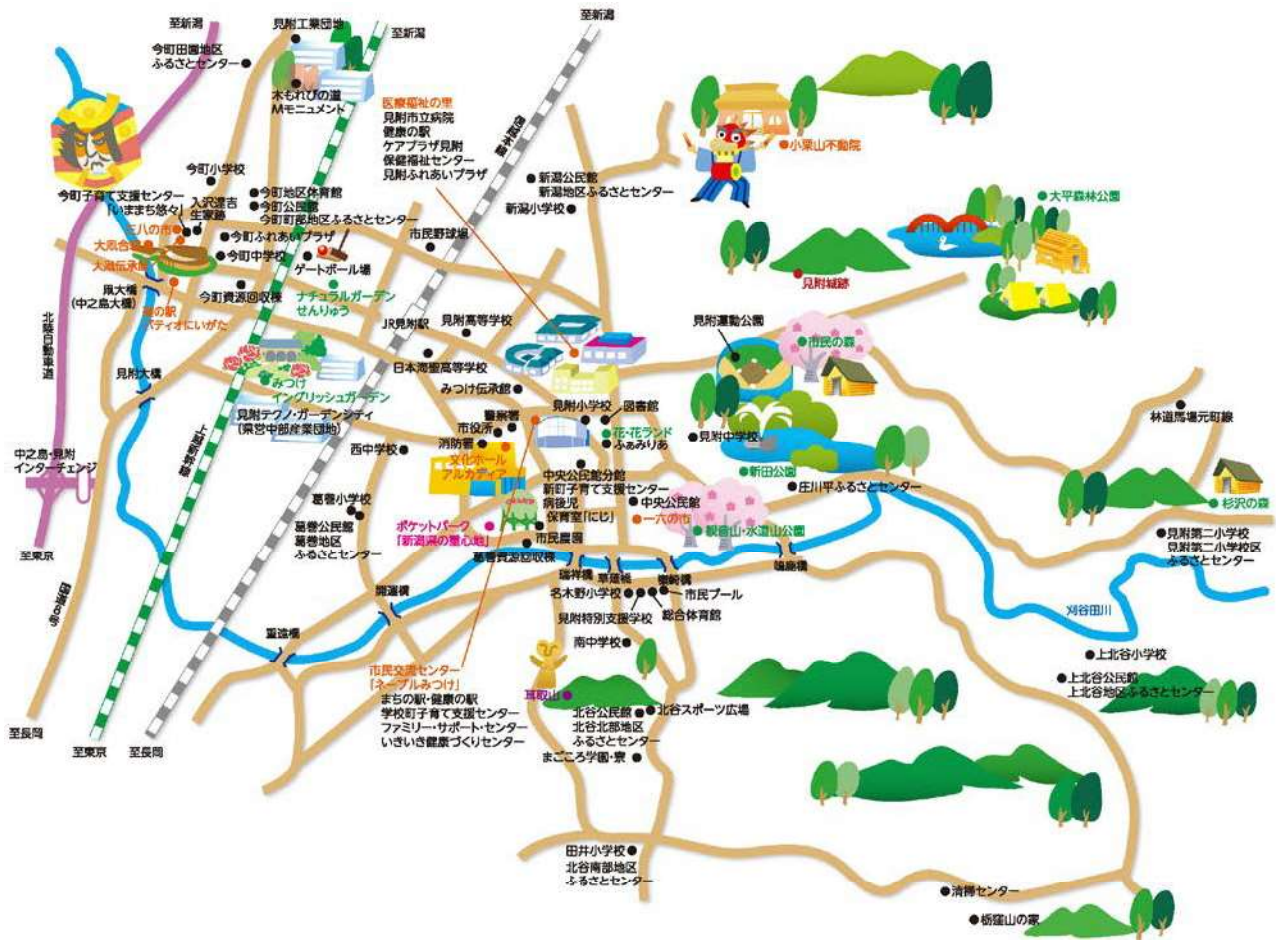 至新潟
見附工業団地
至新潟
至新潟
今町田園地区
ふるさとセンター
木もれびの道
Mモニュメント
医療福祉の里
見附市立病院
健康の駅
ケアプラザ見附
保健福祉センター
見附ふれあいプラザ
信越本線
小栗山不動院
今町小学校
新潟公民館
新潟地区ふるさとセンター
新潟小学校
大平森林公園
今町子育て支援センター
「いままち悠々」
入沢達吉
生家跡
今町地区体育館
今町公民館
今町町部地区ふるさとセンター
三八の市
今町ふれあいプラザ
市民野球場
大凧合戦
今町中学校
ゲートボール場
大凧伝承館
凧大橋
(中之島大橋)
道の駅
パティオにいがた
今町資源回収棟
ナチュラルガーデン
せんりゅう
見附城跡
北陸自動車道
JR見附駅
見附高等学校
見附運動公園
市民の森
日本海聖高等学校
見附大橋
みつけ
イングリッシュガーデン
みつけ伝承館
見附テクノ・ガーデンシティ
(県営中部産業団地)
警察署
市役所
消防署
見附小学校
図書館
花・花ランド
ふぁみりあ
見附中学校
林道馬場元町線
上越新幹線
西中学校
文化ホール
アルカディア
中之島・見附
インターチェンジ
中央公民館分館
新町子育て支援センター
病後児
保育室「にじ」
新田公園
庄川平ふるさとセンター
杉沢の森
葛巻小学校
葛巻公民館
葛巻地区
ふるさとセンター
ポケットパーク
「新潟県の重心地」
中央公民館
一六の市
観音山・水道山公園
市民農園
葛巻資源回収棟
見附第二小学校
見附第二小学校区
ふるさとセンター
至東京
国道8号
開運橋
瑞祥橋
嶋崎橋
名木野小学校
市民プール
見附特別支援学校
総合体育館
刈谷田川
重遠橋
南中学校
上北谷小学校
市民交流センター
「ネーブルみつけ」
まちの駅・健康の駅
学校町子育て支援センター
ファミリー・サポート・センター
いきいき健康づくりセンター
耳取山
北谷公民館
北谷北部地区
ふるさとセンター
北谷スポーツ広場
上北谷公民館
上北谷地区ふるさとセンター
至長岡
至東京
至長岡
まごころ学園・寮
田井小学校
北谷南部地区
ふるさとセンター
清掃センター
栃窪山の家